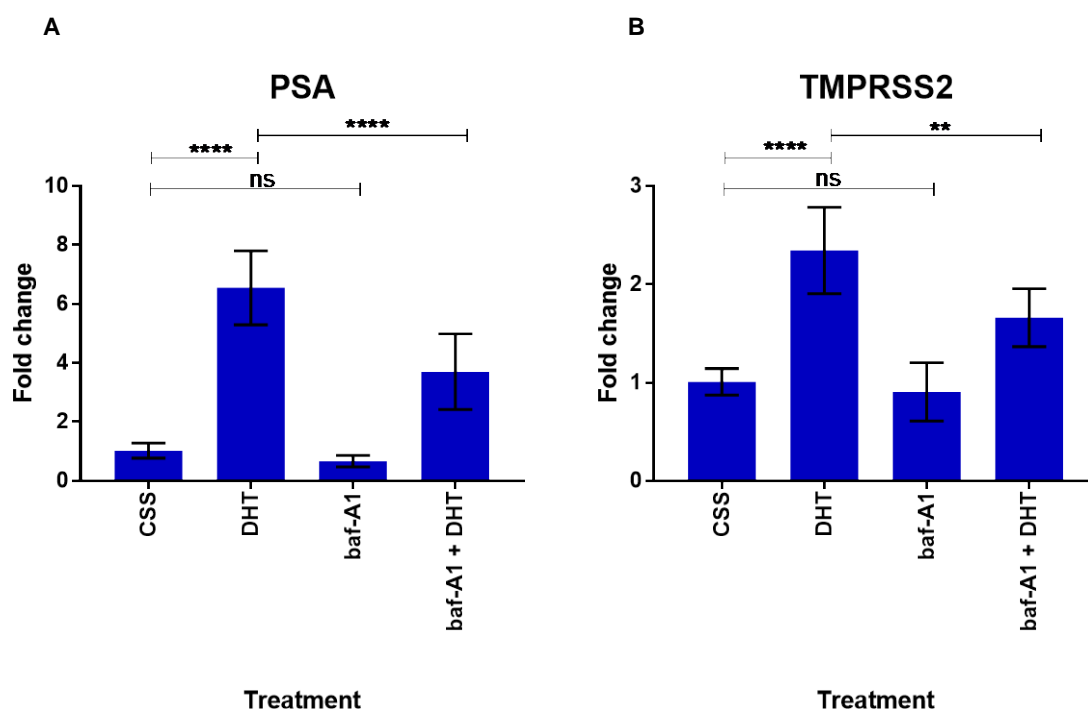 A
PSA
****
****
ns
Fold change
10
8
6
4
2
0
CSS
DHT
baf-A1
baf-A1 + DHT
Treatment
B
TMPRSS2
**
****
ns
Fold change
3
2
1
0
CSS
DHT
baf-A1
baf-A1 + DHT
Treatment